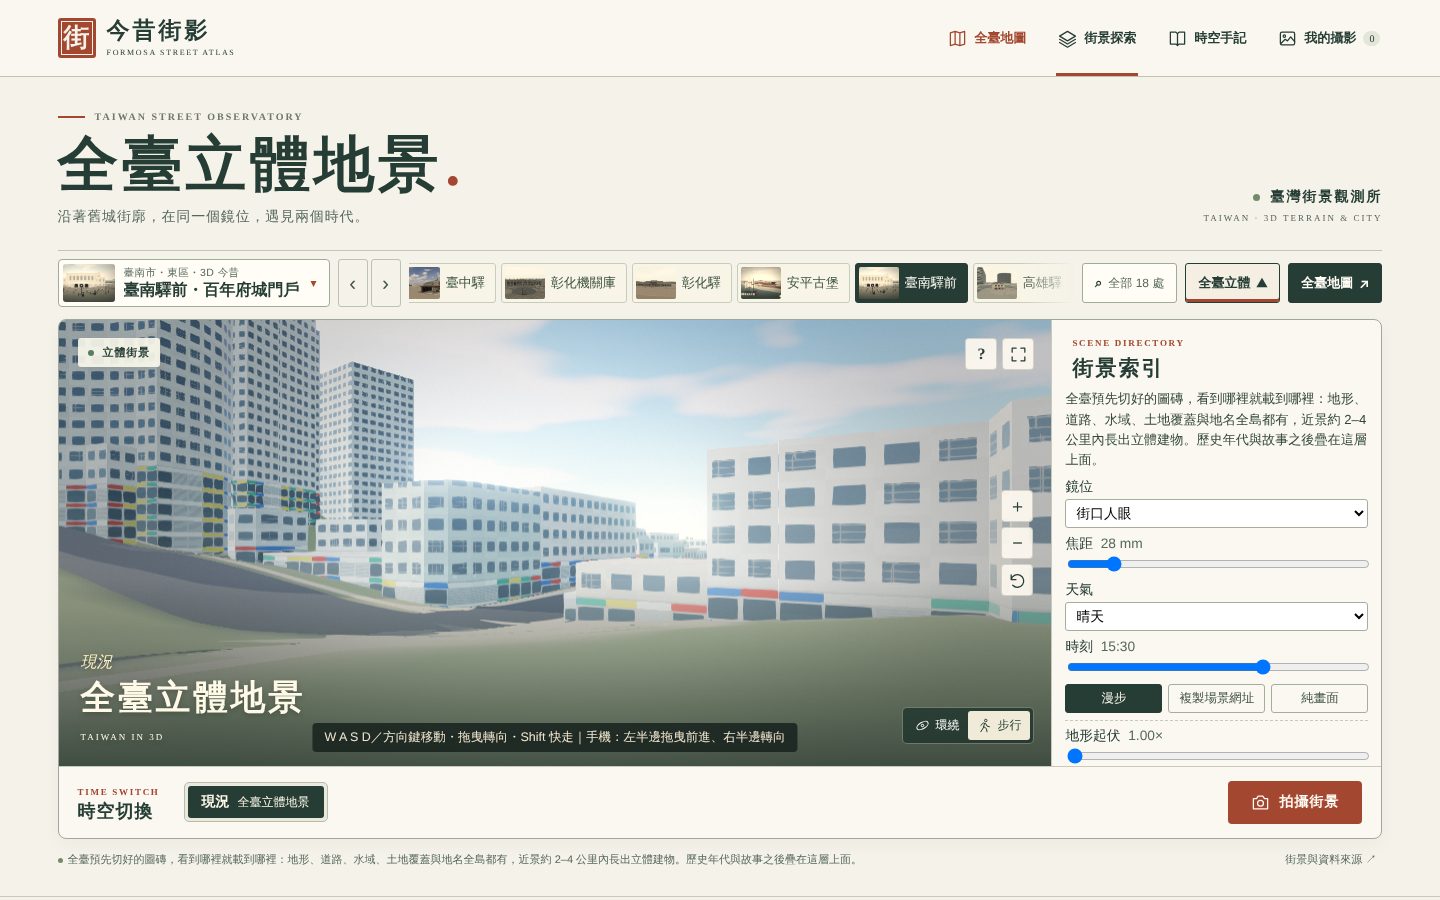 街
今昔街影
FORMOSA STREET ATLAS
全臺地圖
街景探索
時空手記
我的攝影 0
TAIWAN STREET OBSERVATORY
全臺立體地景.
沿著舊城街廓，在同一個鏡位，遇見兩個時代。
臺灣街景觀測所
TAIWAN · 3D TERRAIN & CITY
臺南市・東區・3D 今昔
臺南驛前・百年府城門戶
臺中驛
彰化機關庫
彰化驛
安平古堡
臺南驛前
高雄驛
全部 18 處
全臺立體
全臺地圖
立體街景
?
現況
全臺立體地景
TAIWAN IN 3D
W A S D／方向鍵移動・拖曳轉向・Shift 快走｜手機：左半邊拖曳前進、右半邊轉向
環繞
步行
SCENE DIRECTORY
街景索引
全臺預先切好的圖磚，看到哪裡就載到哪裡：地形、
道路、水域、土地覆蓋與地名全島都有，近景約 2–4
公里內長出立體建物。歷史年代與故事之後疊在這層
上面。
鏡位
街口人眼
焦距 28 mm
天氣
晴天
時刻 15:30
漫步
複製場景網址
純畫面
地形起伏 1.00×
TIME SWITCH
時空切換
現況 全臺立體地景
拍攝街景
全臺預先切好的圖磚，看到哪裡就載到哪裡：地形、道路、水域、土地覆蓋與地名全島都有，近景約 2–4 公里內長出立體建物。歷史年代與故事之後疊在這層上面。
街景與資料來源 ↗